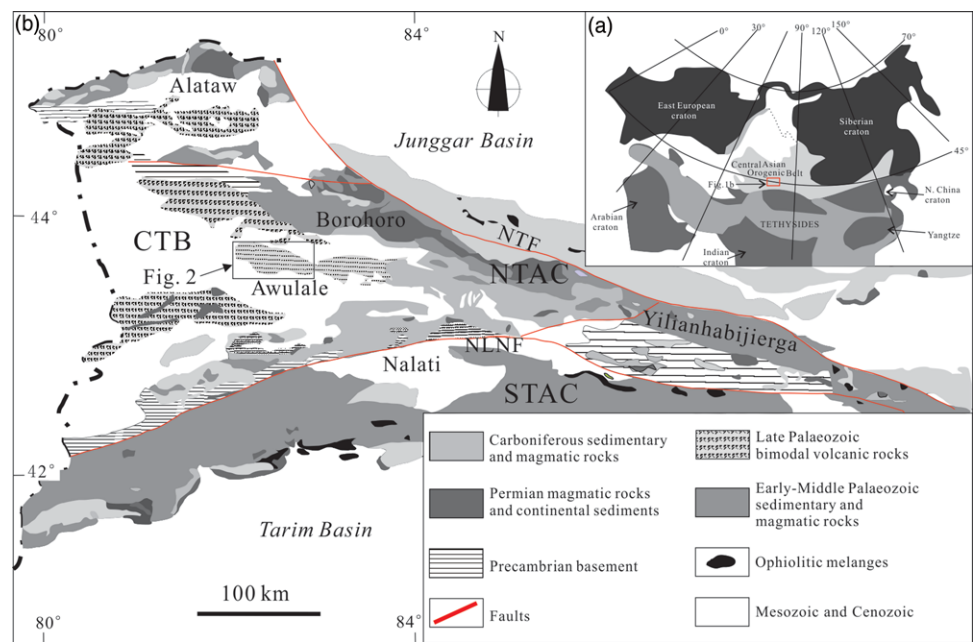 (b)
80°
84°
N
Alataw
Junggar Basin
44°
Borohoro
NTF
CTB
NTAC
Fig. 2
Awulale
Yilianhabijierga
NLNF
Nalati
STAC
42°
Tarim Basin
100 km
80°
84°
(a)
0°
30°
90°
120°
150°
70°
45°
East European
craton
Siberian
craton
Central Asian
Orogenic Belt
Fig. 1b
N. China
craton
Arabian
craton
TETHYSIDES
Yangtze
Indian
craton
Carboniferous sedimentary
and magmatic rocks
Late Palaeozoic
bimodal volcanic rocks
Permian magmatic rocks
and continental sediments
Early-Middle Palaeozoic
sedimentary and
magmatic rocks
Precambrian basement
Ophiolitic melanges
Faults
Mesozoic and Cenozoic